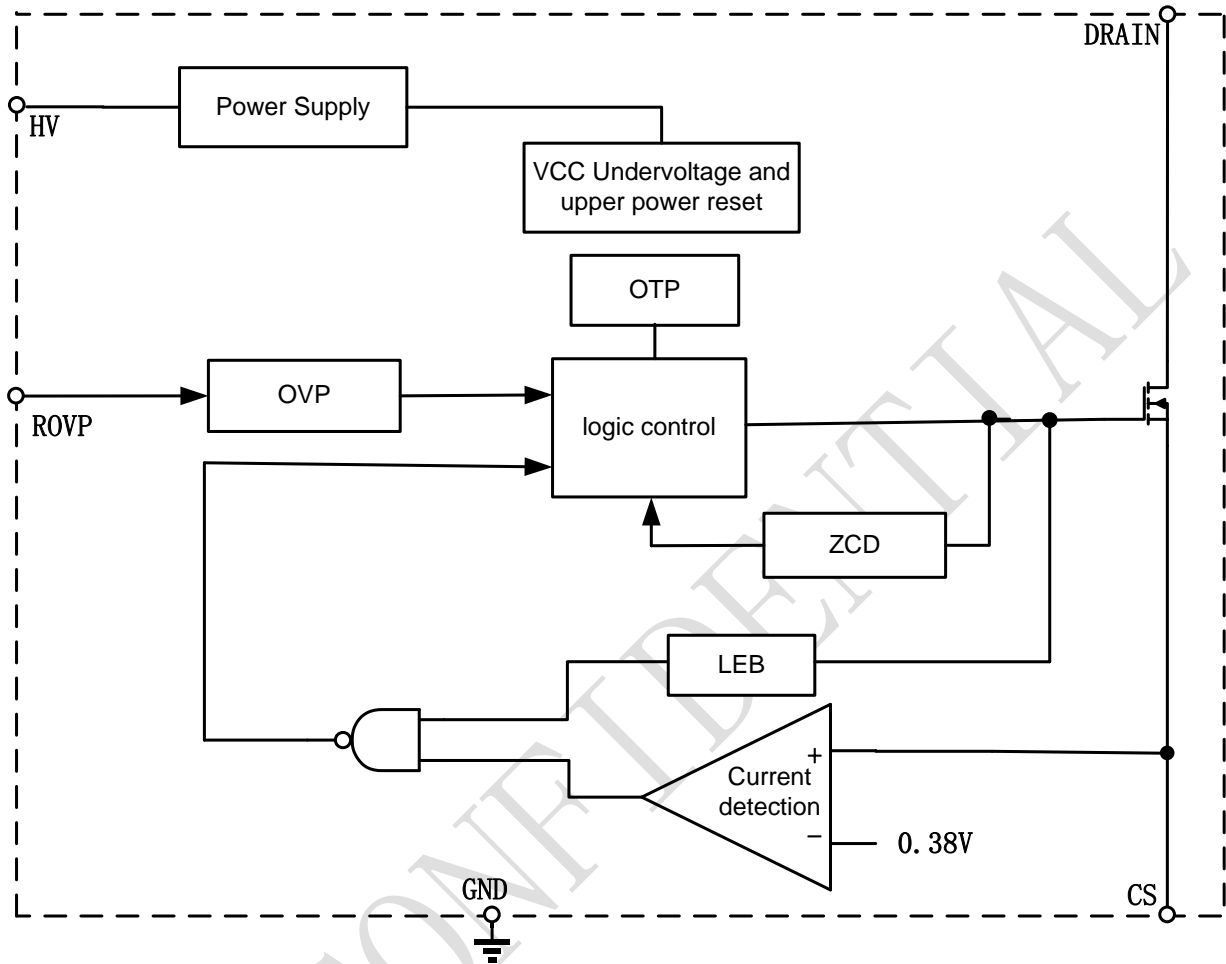 DRAIN
HV
Power Supply
VCC Undervoltage and
upper power reset
OTP
ROVP
OVP
logic control
ZCD
LEB
+
Current
detection
−
0.38V
GND
CS
CONFIDENTIAL